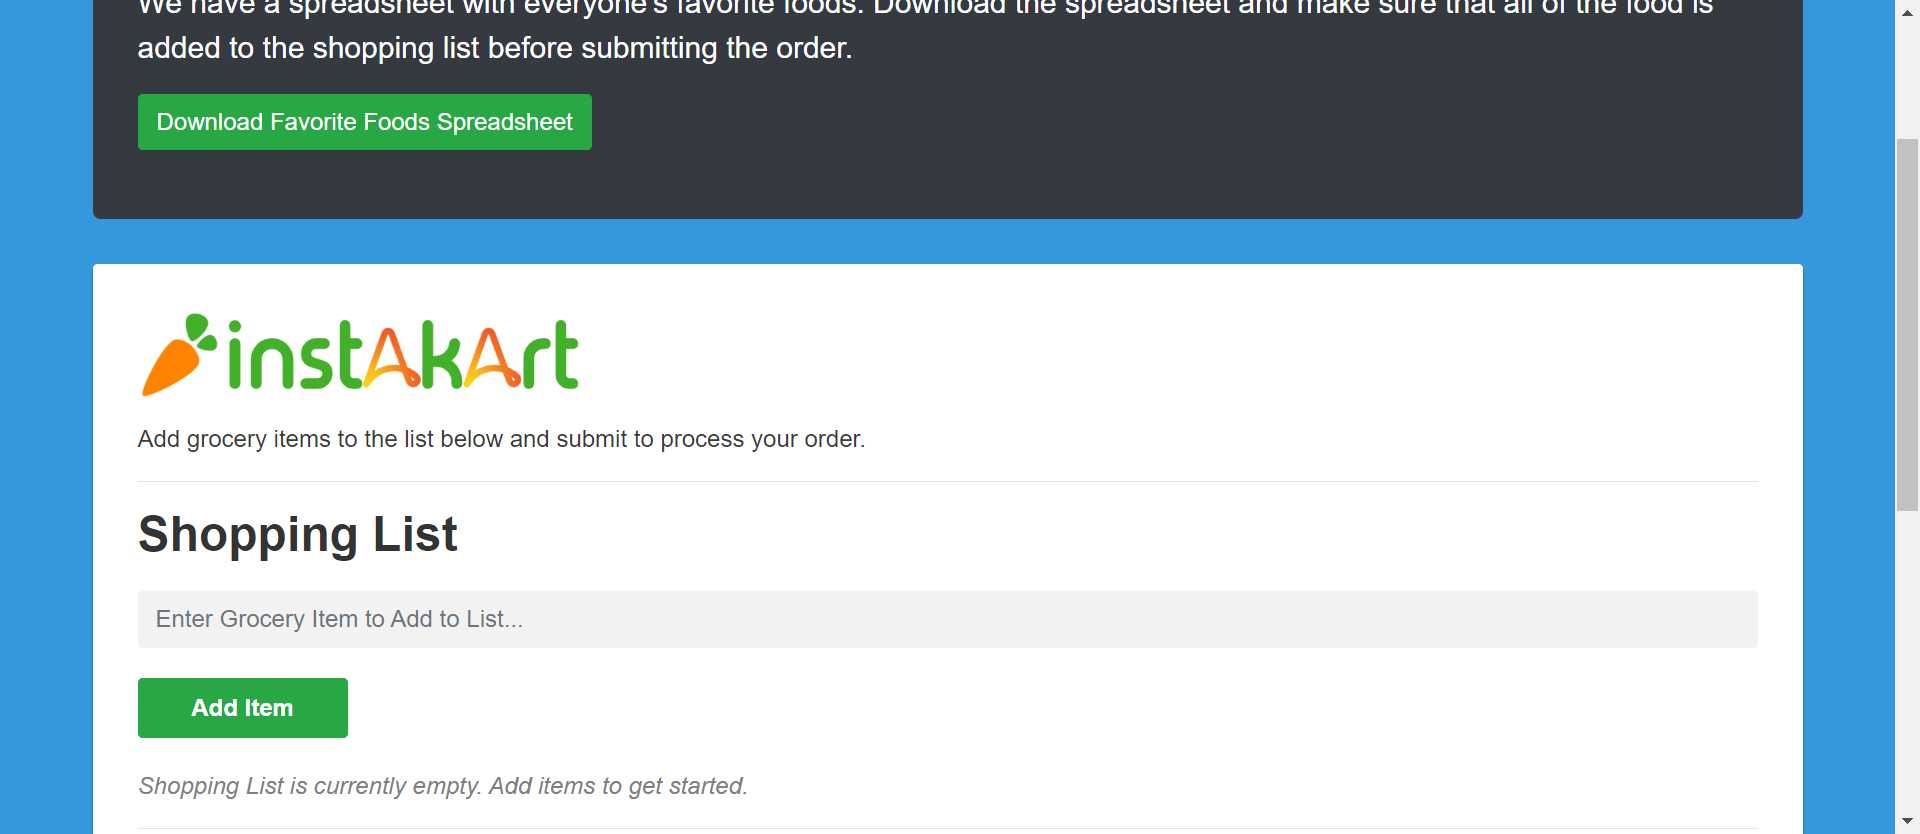 We have a spreadsheet with everyone's favorite foods. Download the spreadsheet and make sure that all of the food is
added to the shopping list before submitting the order.
Download Favorite Foods Spreadsheet
instAkArt
Add grocery items to the list below and submit to process your order.
Shopping List
Enter Grocery Item to Add to List...
Add Item
Shopping List is currently empty. Add items to get started.